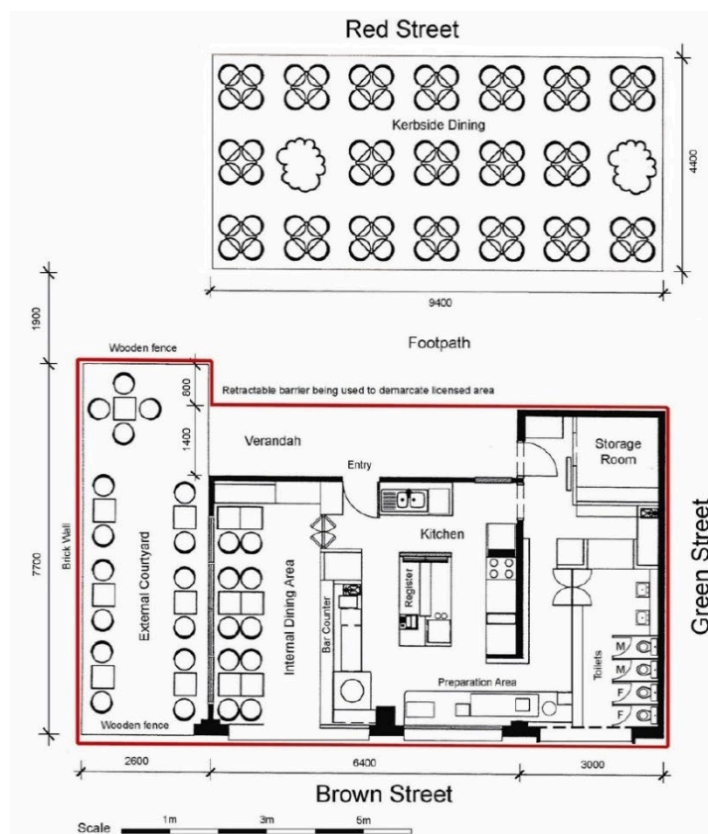 Red Street
Kerbside Dining
4400
9400
1900
Wooden fence
Footpath
Retractable barrier being used to demarcate licensed area
600
1400
Verandah
Entry
Storage
Room
Kitchen
7700
Brick Wall
External Courtyard
Internal Dining Area
Bar Counter
Register
Green Street
Toilets
M
M
F
F
Preparation Area
Wooden fence
2600
6400
3000
Brown Street
Scale
1m
3m
5m